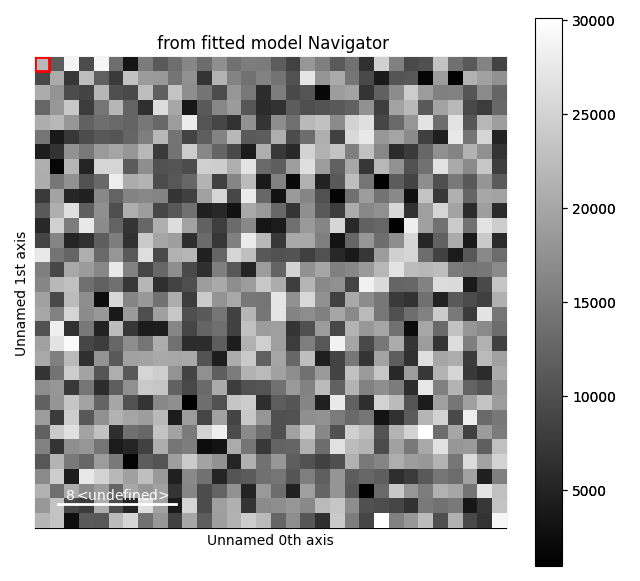 from fitted model Navigator
30000
25000
20000
15000
10000
5000
Unnamed 1st axis
8 <undefined>
Unnamed 0th axis